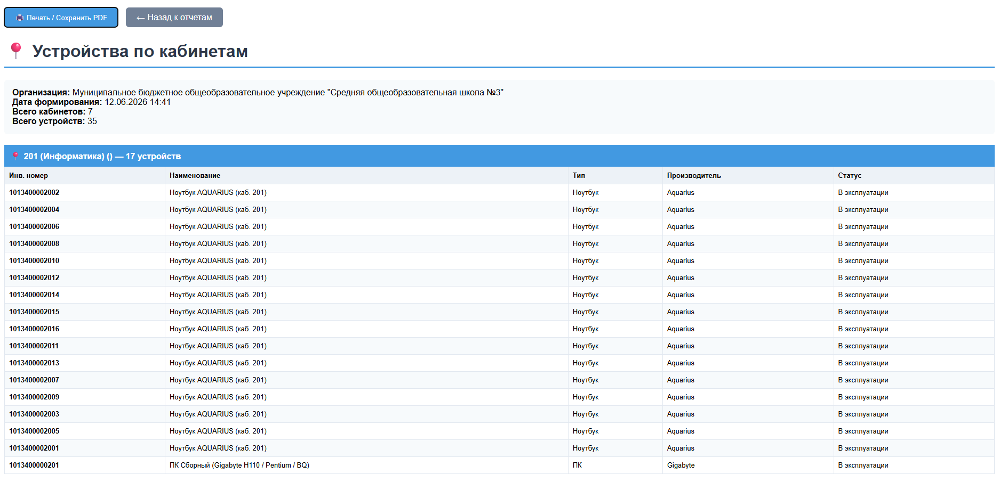 Печать / Сохранить PDF
← Назад к отчетам
Устройства по кабинетам
Организация: Муниципальное бюджетное общеобразовательное учреждение "Средняя общеобразовательная школа №3"
Дата формирования: 12.06.2026 14:41
Всего кабинетов: 7
Всего устройств: 35
201 (Информатика) () — 17 устройств
Инв. номер Наименование Тип Производитель Статус
1013400002002 Ноутбук AQUARIUS (каб. 201) Ноутбук Aquarius В эксплуатации
1013400002004 Ноутбук AQUARIUS (каб. 201) Ноутбук Aquarius В эксплуатации
1013400002006 Ноутбук AQUARIUS (каб. 201) Ноутбук Aquarius В эксплуатации
1013400002008 Ноутбук AQUARIUS (каб. 201) Ноутбук Aquarius В эксплуатации
1013400002010 Ноутбук AQUARIUS (каб. 201) Ноутбук Aquarius В эксплуатации
1013400002012 Ноутбук AQUARIUS (каб. 201) Ноутбук Aquarius В эксплуатации
1013400002014 Ноутбук AQUARIUS (каб. 201) Ноутбук Aquarius В эксплуатации
1013400002015 Ноутбук AQUARIUS (каб. 201) Ноутбук Aquarius В эксплуатации
1013400002016 Ноутбук AQUARIUS (каб. 201) Ноутбук Aquarius В эксплуатации
1013400002011 Ноутбук AQUARIUS (каб. 201) Ноутбук Aquarius В эксплуатации
1013400002013 Ноутбук AQUARIUS (каб. 201) Ноутбук Aquarius В эксплуатации
1013400002007 Ноутбук AQUARIUS (каб. 201) Ноутбук Aquarius В эксплуатации
1013400002009 Ноутбук AQUARIUS (каб. 201) Ноутбук Aquarius В эксплуатации
1013400002003 Ноутбук AQUARIUS (каб. 201) Ноутбук Aquarius В эксплуатации
1013400002005 Ноутбук AQUARIUS (каб. 201) Ноутбук Aquarius В эксплуатации
1013400002001 Ноутбук AQUARIUS (каб. 201) Ноутбук Aquarius В эксплуатации
1013400000201 ПК Сборный (Gigabyte H110 / Pentium / BQ) ПК Gigabyte В эксплуатации